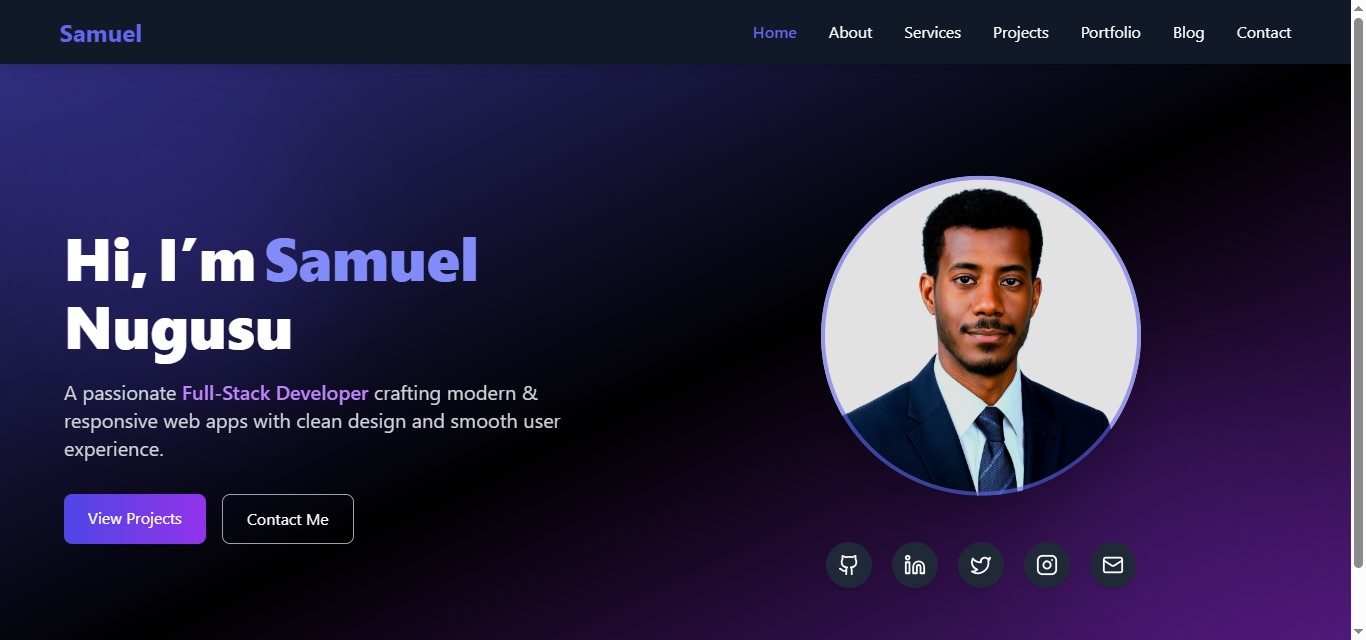 Samuel
Home About Services Projects Portfolio Blog Contact
Hi, I´m Samuel
Nugusu
A passionate Full-Stack Developer crafting modern &
responsive web apps with clean design and smooth user
experience.
View Projects
Contact Me